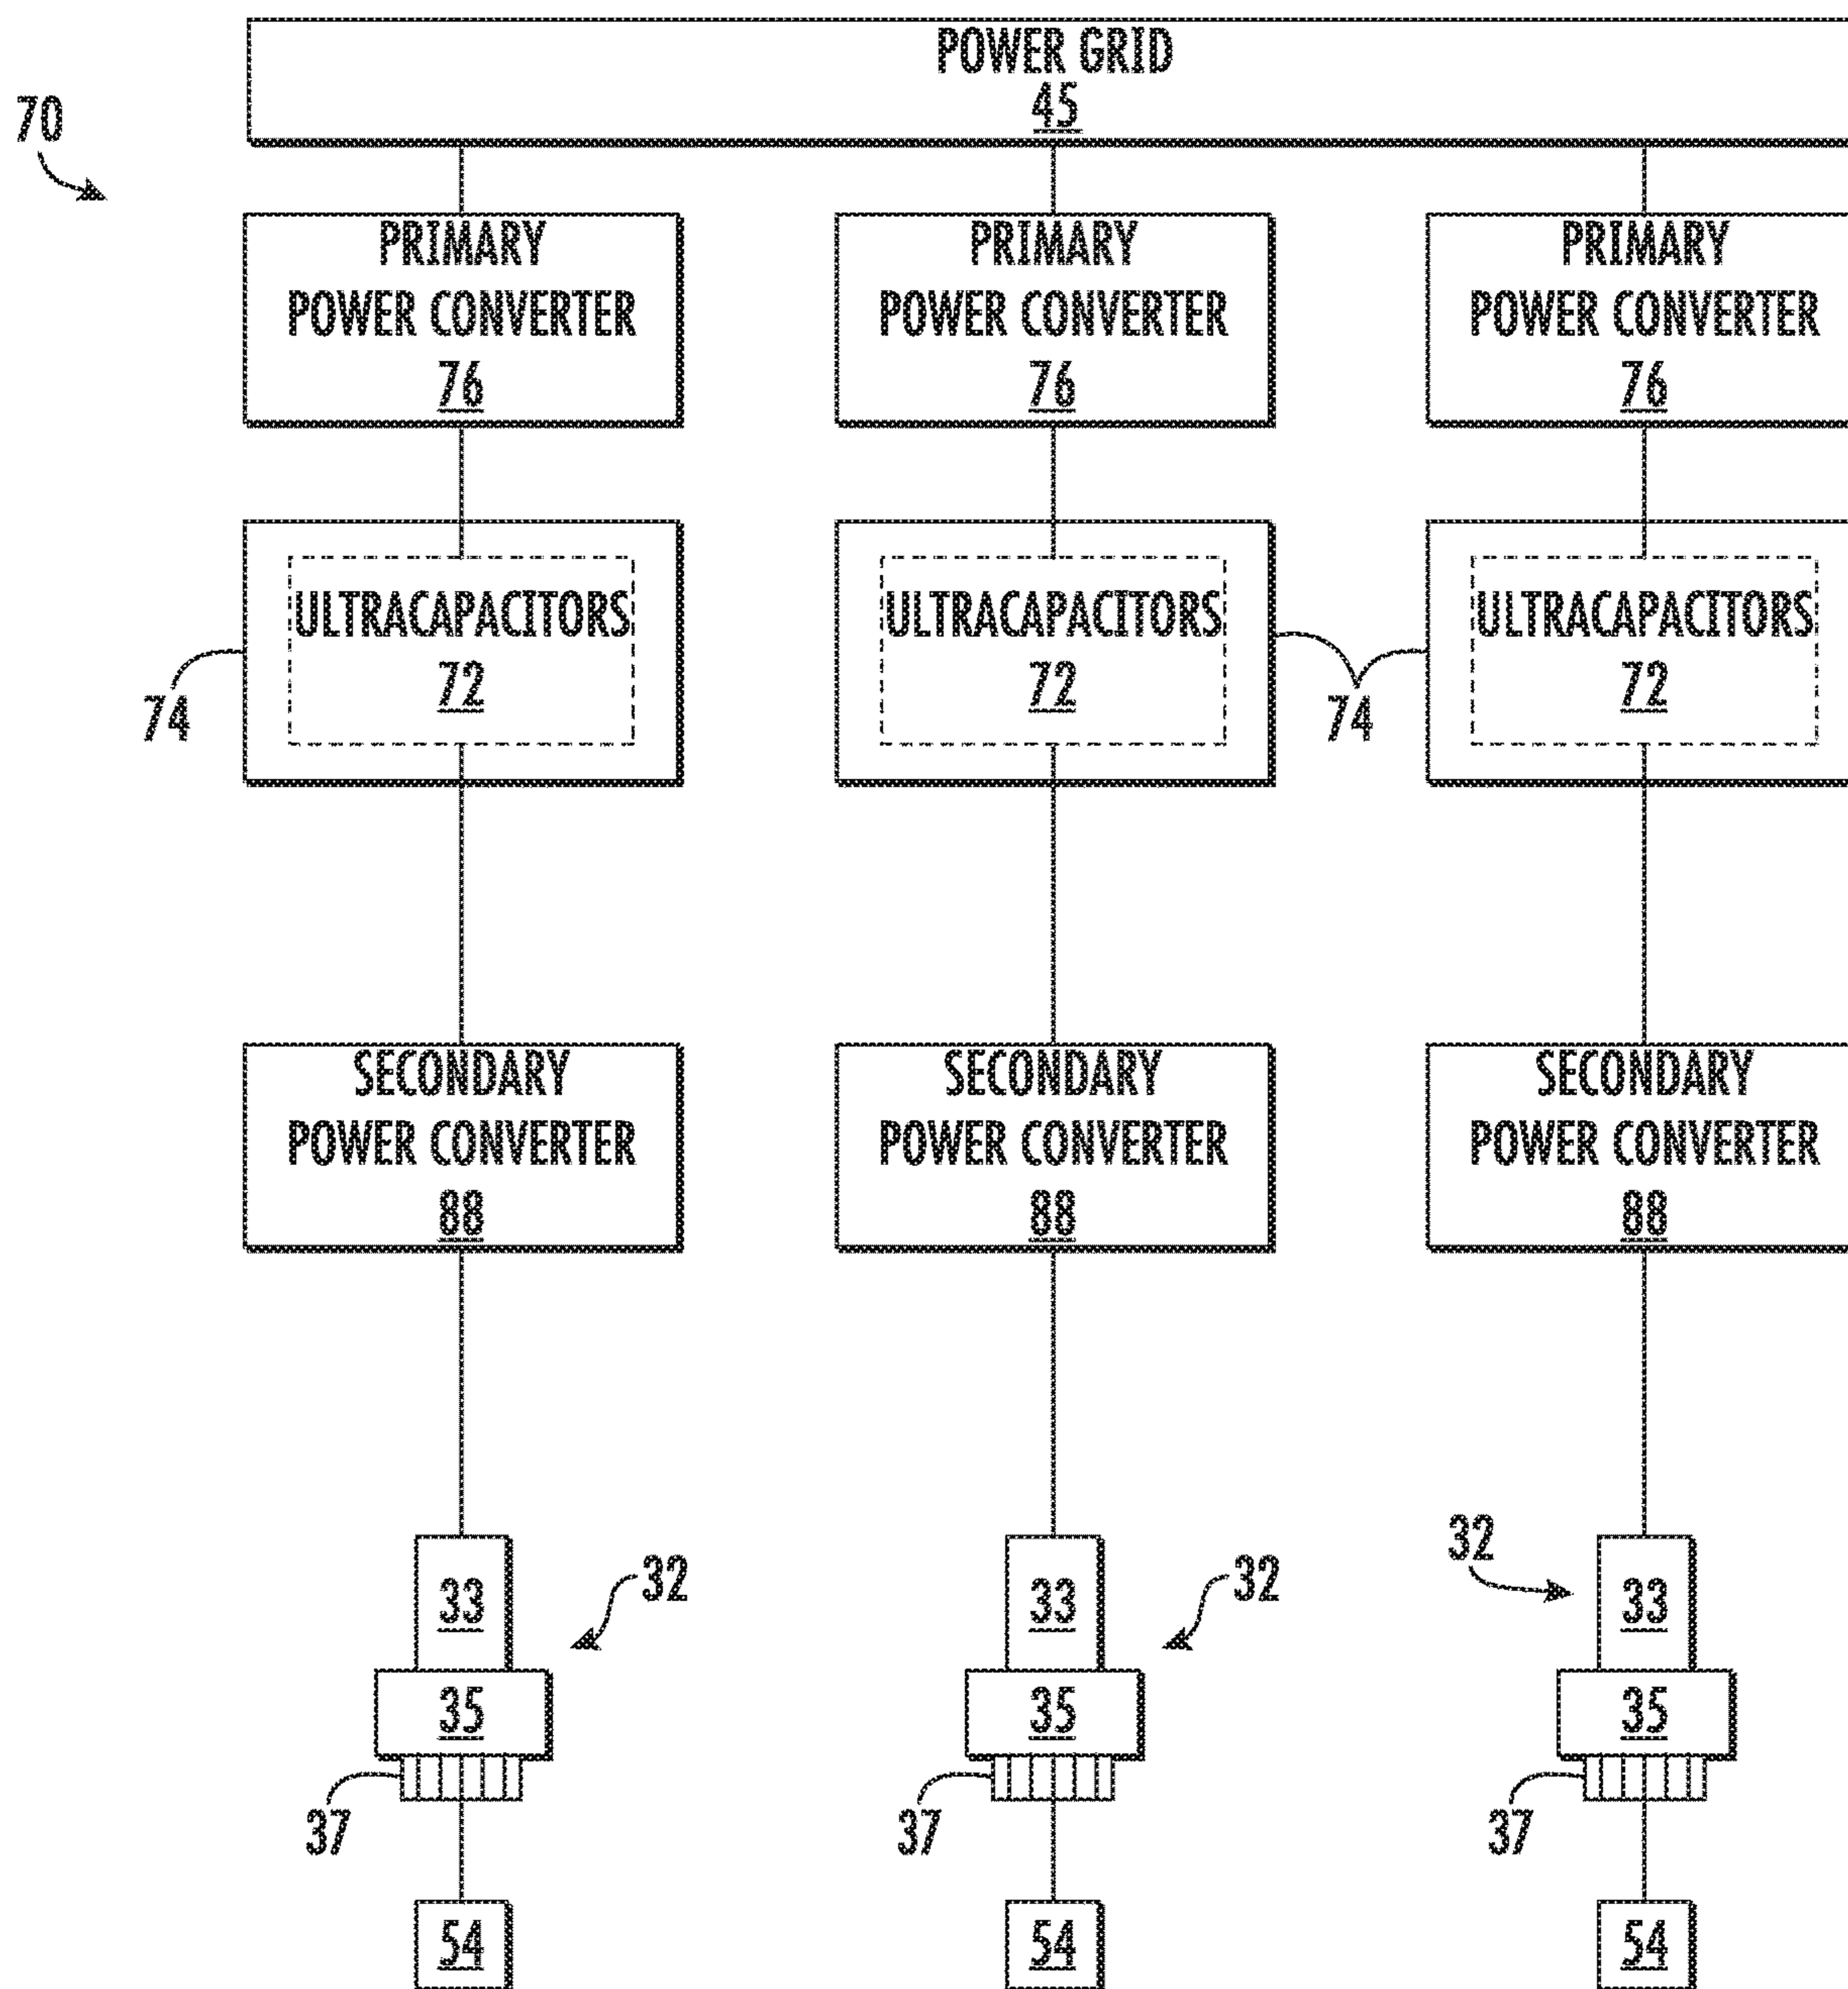 POWER GRID
45
70
PRIMARY
POWER CONVERTER
76
PRIMARY
POWER CONVERTER
76
PRIMARY
POWER CONVERTER
76
ULTRACAPACITORS
72
ULTRACAPACITORS
72
ULTRACAPACITORS
72
74
74
SECONDARY
POWER CONVERTER
88
SECONDARY
POWER CONVERTER
88
SECONDARY
POWER CONVERTER
88
33
32
33
32
32
33
35
35
35
37
37
37
54
54
54